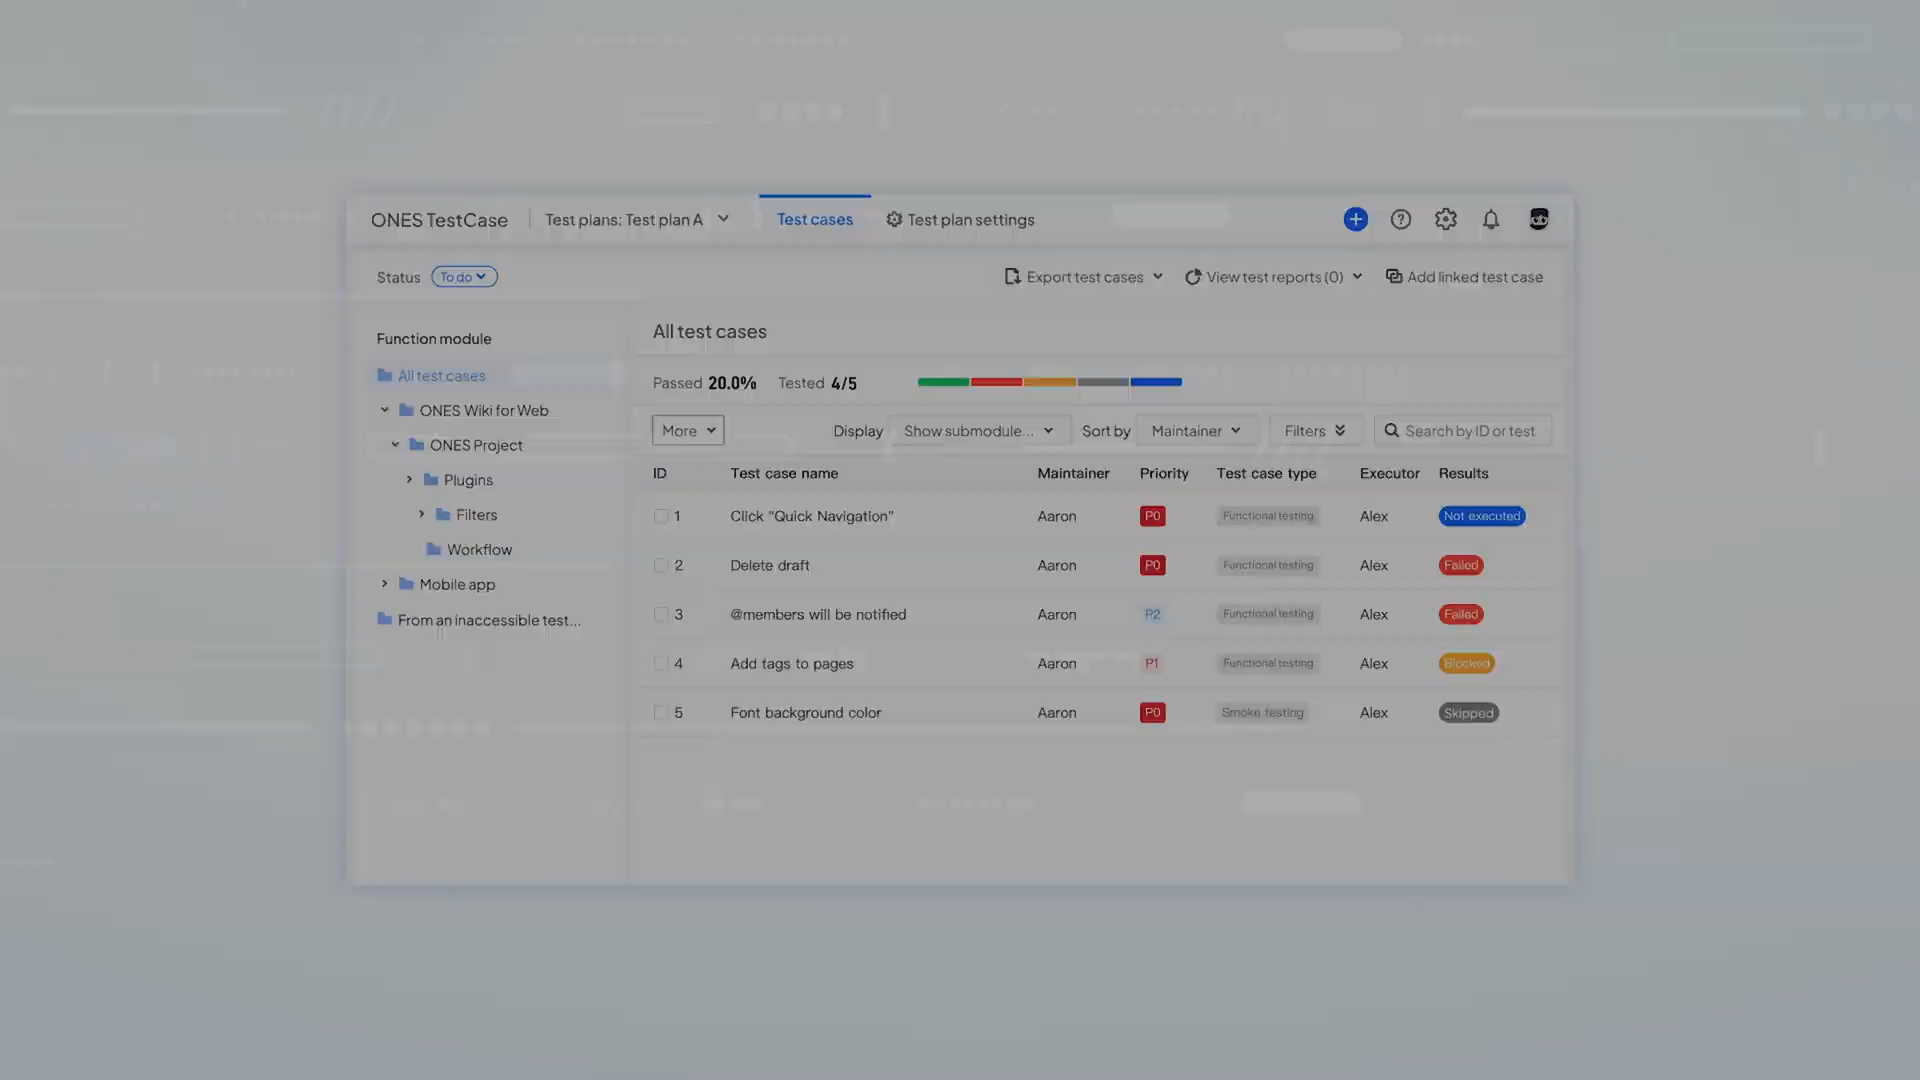 ONES TestCase Test plans: Test plan A Test cases Test plan settings
Status To do Export test cases View test reports (0) Add linked test case
Function module
All test cases
ONES Wiki for Web
ONES Project
Plugins
Filters
Workflow
Mobile app
From an inaccessible test...
All test cases
Passed 20.0% Tested 4/5
More Display Show submodule... Sort by Maintainer Filters Search by ID or test
ID Test case name Maintainer Priority Test case type Executor Results
1 Click "Quick Navigation" Aaron P0 Functional testing Alex Not executed
2 Delete draft Aaron P0 Functional testing Alex Failed
3 @members will be notified Aaron P2 Functional testing Alex Failed
4 Add tags to pages Aaron P1 Functional testing Alex Blocked
5 Font background color Aaron P0 Smoke testing Alex Skipped